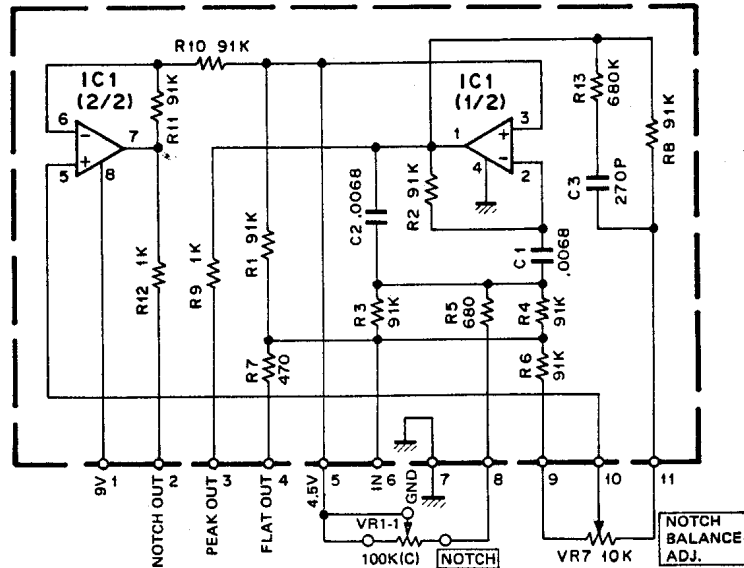 R10 91K
IC1
(2/2)
6
7
5
8
R11
91K
IC1
(1/2)
3
1
4
2
R13
680K
C3
270P
R8 91K
C2 .0068
R2 91K
C1
.0068
R12 1K
R9 1K
R1 91K
R3
91K
R5
680
R4
91K
R7
470
R6
91K
9V 1
NOTCH OUT 2
PEAK OUT 3
FLAT OUT 4
4.5V 5
IN 6
GND
7
8
9
10
11
VR1-1
100K(C)
NOTCH
VR7 10K
NOTCH
BALANCE
ADJ.